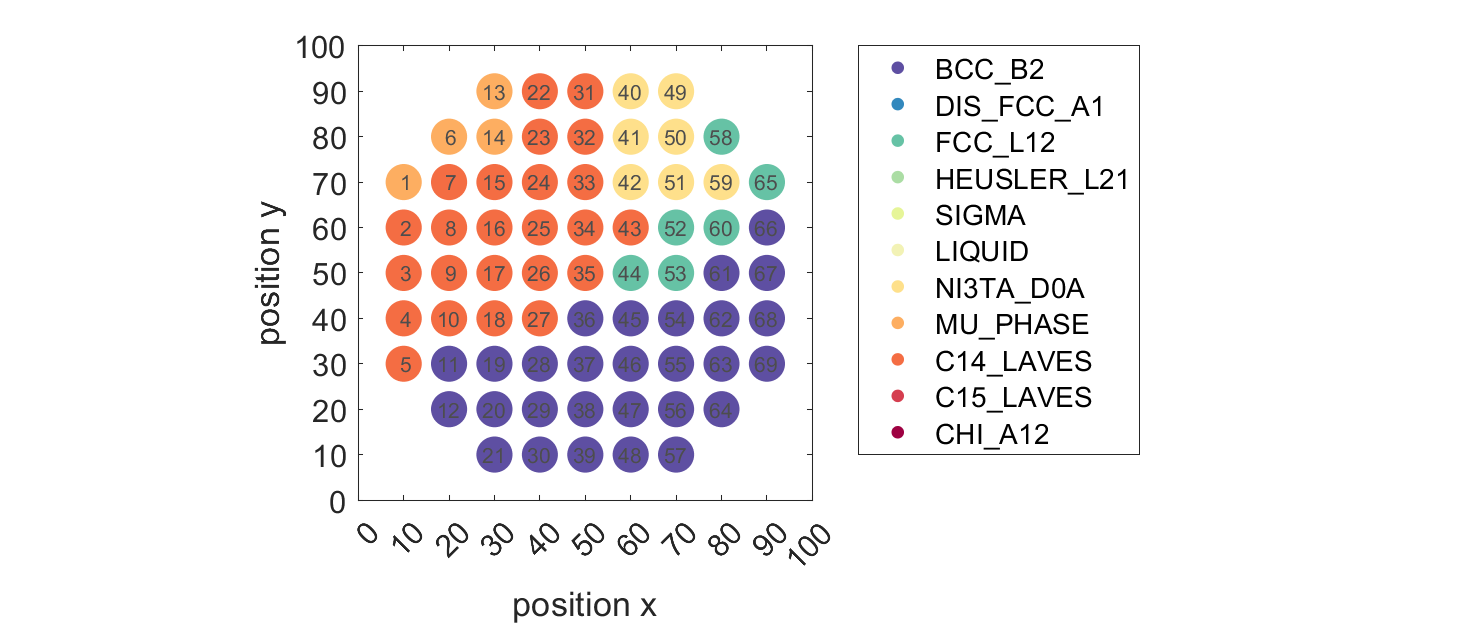 100
90
80
70
60
50
40
30
20
10
0
13 22 31 40 49
6 14 23 32 41 50 58
1 7 15 24 33 42 51 59 65
2 8 16 25 34 43 52 60 66
3 9 17 26 35 44 53 61 67
4 10 18 27 36 45 54 62 68
5 11 19 28 37 46 55 63 69
12 20 29 38 47 56 64
21 30 39 48 57
0 10 20 30 40 50 60 70 80 90 100
position x
position y
BCC_B2
DIS_FCC_A1
FCC_L12
HEUSLER_L21
SIGMA
LIQUID
NI3TA_D0A
MU_PHASE
C14_LAVES
C15_LAVES
CHI_A12